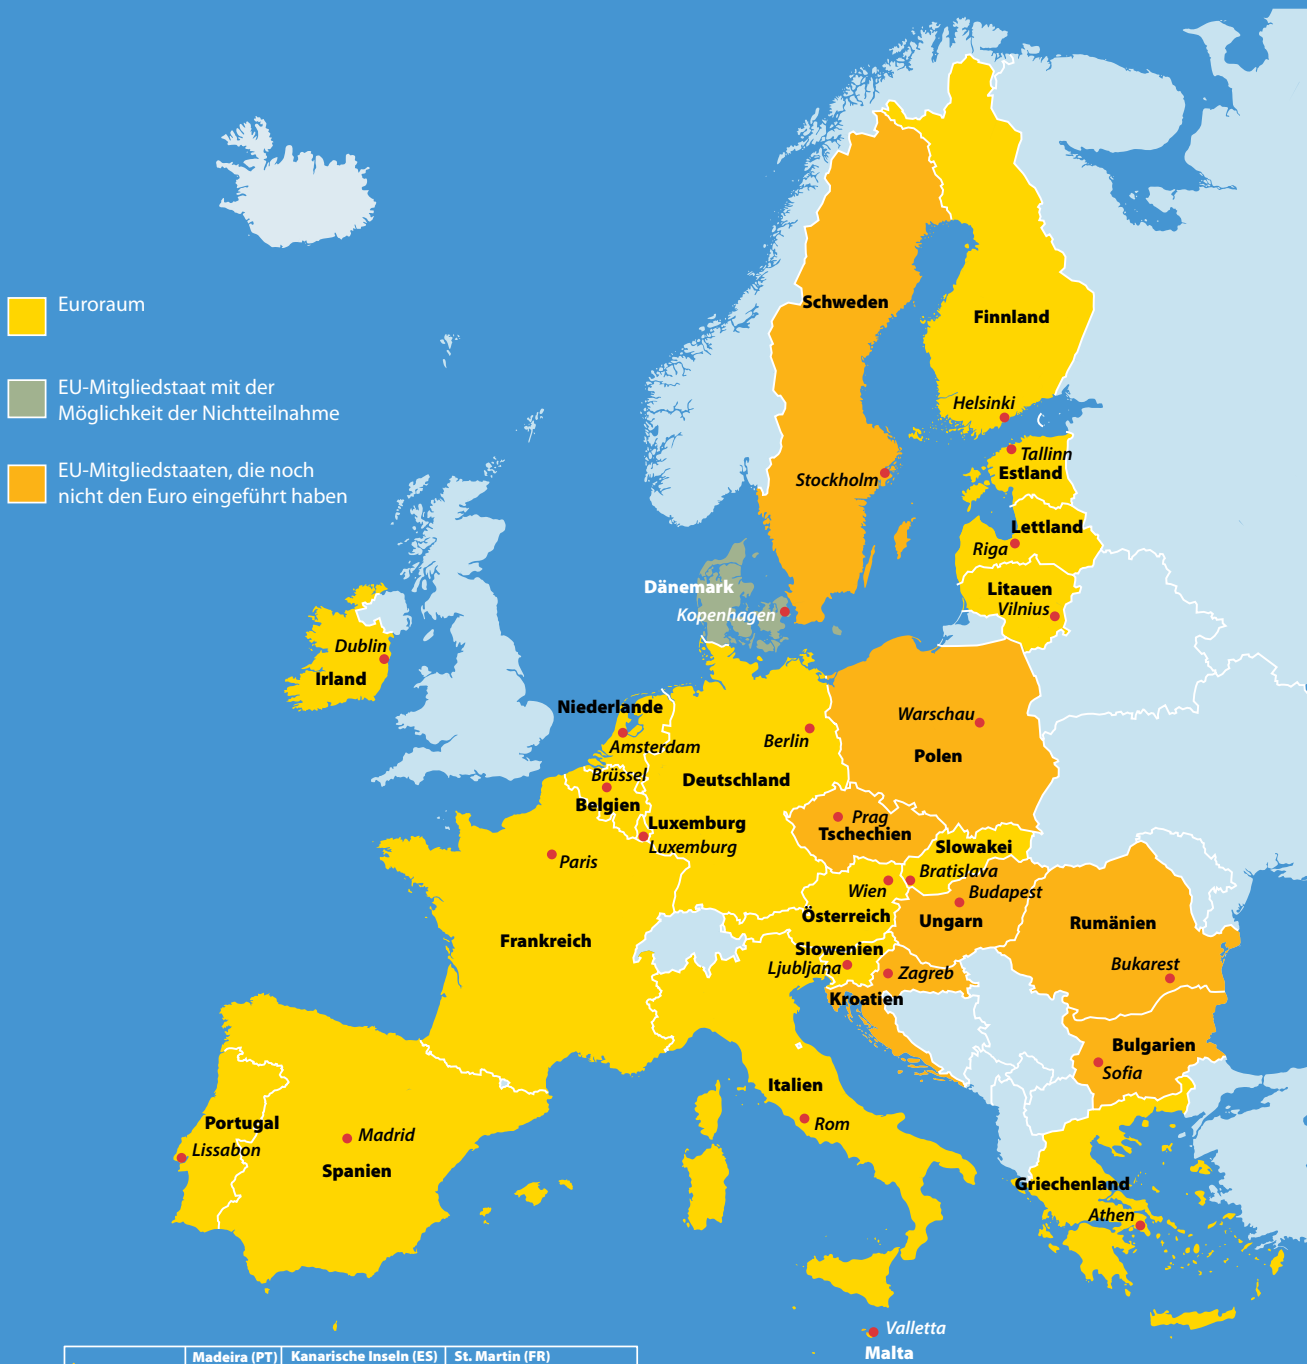 Euroraum
EU-Mitgliedstaat mit der
Möglichkeit der Nichtteilnahme
EU-Mitgliedstaaten, die noch
nicht den Euro eingeführt haben
Schweden
Finnland
Helsinki
Tallinn
Estland
Stockholm
Lettland
Riga
Dänemark
Litauen
Vilnius
Kopenhagen
Dublin
Irland
Niederlande
Amsterdam
Berlin
Warschau
Polen
Brüssel
Deutschland
Belgien
Luxemburg
Luxemburg
Prag
Tschechien
Slowakei
Paris
Bratislava
Wien
Budapest
Österreich
Ungarn
Rumänien
Frankreich
Slowenien
Ljubljana
Zagreb
Bukarest
Kroatien
Bulgarien
Sofia
Italien
Rom
Portugal
Lissabon
Madrid
Spanien
Griechenland
Athen
Valletta
Malta
Madeira (PT)
Kanarische Inseln (ES)
St. Martin (FR)